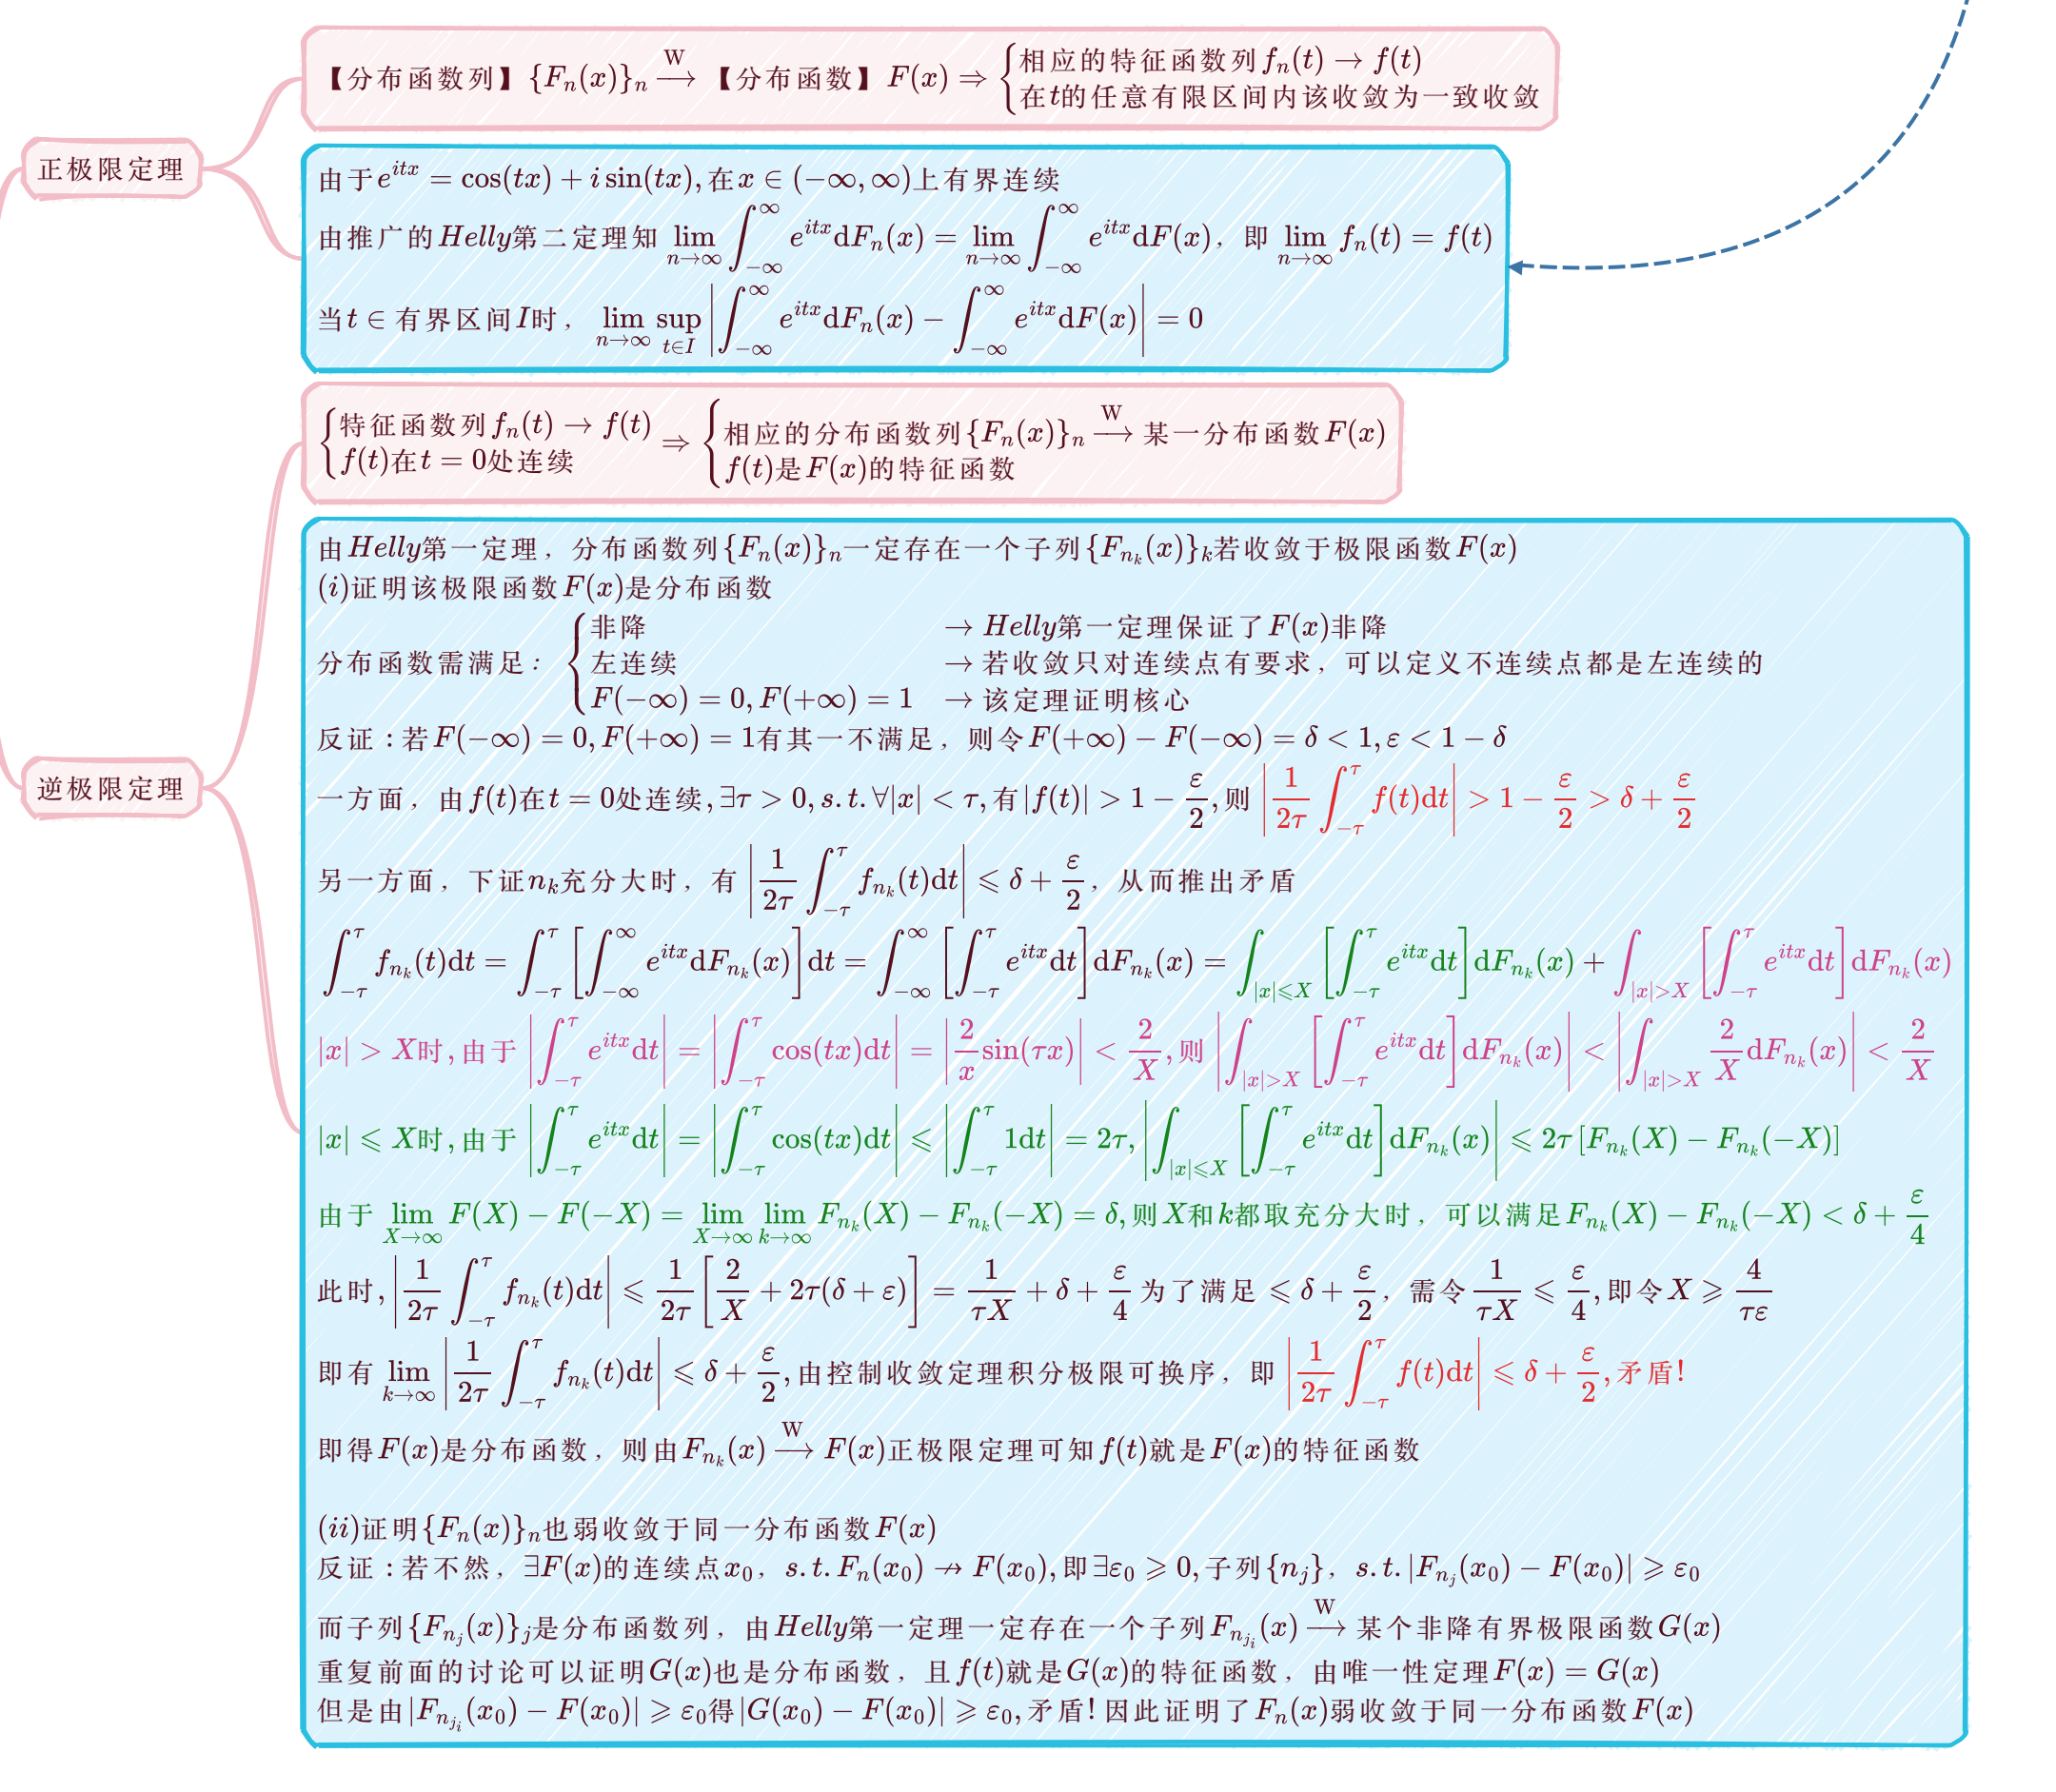 【分布函数列】{Fₙ(x)}ₙ —W→ 【分布函数】F(x) ⇒ { 相应的特征函数列fₙ(t) → f(t)
在t的任意有限区间内该收敛为一致收敛
正极限定理
由于e^{itx} = cos(tx) + i sin(tx), 在x ∈ (−∞, ∞)上有界连续
由推广的Helly第二定理知 lim_{n→∞} ∫_{−∞}^{∞} e^{itx}dFₙ(x) = lim_{n→∞} ∫_{−∞}^{∞} e^{itx}dF(x), 即 lim_{n→∞} fₙ(t) = f(t)
当t ∈ 有界区间I时, lim_{n→∞} sup_{t∈I} |∫_{−∞}^{∞} e^{itx}dFₙ(x) − ∫_{−∞}^{∞} e^{itx}dF(x)| = 0
{ 特征函数列fₙ(t) → f(t) ⇒ { 相应的分布函数列{Fₙ(x)}ₙ —W→ 某一分布函数F(x)
f(t)在t = 0处连续 f(t)是F(x)的特征函数
逆极限定理
由Helly第一定理, 分布函数列{Fₙ(x)}ₙ一定存在一个子列{F_{n_k}(x)}_k若收敛于极限函数F(x)
(i)证明该极限函数F(x)是分布函数
非降 → Helly第一定理保证了F(x)非降
分布函数需满足: { 左连续 → 若收敛只对连续点有要求, 可以定义不连续点都是左连续的
F(−∞) = 0, F(+∞) = 1 → 该定理证明核心
反证:若F(−∞) = 0, F(+∞) = 1有其一不满足, 则令F(+∞) − F(−∞) = δ < 1, ε < 1 − δ
一方面, 由f(t)在t = 0处连续, ∃τ > 0, s.t.∀|x| < τ, 有|f(t)| > 1 − ε/2, 则 |1/(2τ) ∫_{−τ}^{τ} f(t)dt| > 1 − ε/2 > δ + ε/2
另一方面, 下证n_k充分大时, 有 |1/(2τ) ∫_{−τ}^{τ} f_{n_k}(t)dt| ⩽ δ + ε/2, 从而推出矛盾
∫_{−τ}^{τ} f_{n_k}(t)dt = ∫_{−τ}^{τ} [∫_{−∞}^{∞} e^{itx}dF_{n_k}(x)] dt = ∫_{−∞}^{∞} [∫_{−τ}^{τ} e^{itx}dt] dF_{n_k}(x) = ∫_{|x|⩽X} [∫_{−τ}^{τ} e^{itx}dt] dF_{n_k}(x) + ∫_{|x|>X} [∫_{−τ}^{τ} e^{itx}dt] dF_{n_k}(x)
|x| > X时, 由于 |∫_{−τ}^{τ} e^{itx}dt| = |∫_{−τ}^{τ} cos(tx)dt| = |2/x sin(τx)| < 2/X, 则 |∫_{|x|>X} [∫_{−τ}^{τ} e^{itx}dt] dF_{n_k}(x)| < |∫_{|x|>X} 2/X dF_{n_k}(x)| < 2/X
|x| ⩽ X时, 由于 |∫_{−τ}^{τ} e^{itx}dt| = |∫_{−τ}^{τ} cos(tx)dt| ⩽ |∫_{−τ}^{τ} 1dt| = 2τ, |∫_{|x|⩽X} [∫_{−τ}^{τ} e^{itx}dt] dF_{n_k}(x)| ⩽ 2τ [F_{n_k}(X) − F_{n_k}(−X)]
由于 lim_{X→∞} F(X) − F(−X) = lim_{X→∞} lim_{k→∞} F_{n_k}(X) − F_{n_k}(−X) = δ, 则X和k都取充分大时, 可以满足F_{n_k}(X) − F_{n_k}(−X) < δ + ε/4
此时, |1/(2τ) ∫_{−τ}^{τ} f_{n_k}(t)dt| ⩽ 1/(2τ) [2/X + 2τ(δ + ε)] = 1/(τX) + δ + ε/4 为了满足 ⩽ δ + ε/2, 需令 1/(τX) ⩽ ε/4, 即令X ⩾ 4/(τε)
即有 lim_{k→∞} |1/(2τ) ∫_{−τ}^{τ} f_{n_k}(t)dt| ⩽ δ + ε/2, 由控制收敛定理积分极限可换序, 即 |1/(2τ) ∫_{−τ}^{τ} f(t)dt| ⩽ δ + ε/2, 矛盾!
即得F(x)是分布函数, 则由F_{n_k}(x) —W→ F(x)正极限定理可知f(t)就是F(x)的特征函数
(ii)证明{Fₙ(x)}ₙ也弱收敛于同一分布函数F(x)
反证:若不然, ∃F(x)的连续点x₀, s.t.Fₙ(x₀) ↛ F(x₀), 即∃ε₀ ⩾ 0, 子列{n_j}, s.t.|F_{n_j}(x₀) − F(x₀)| ⩾ ε₀
而子列{F_{n_j}(x)}_j是分布函数列, 由Helly第一定理一定存在一个子列F_{n_{j_i}}(x) —W→ 某个非降有界极限函数G(x)
重复前面的讨论可以证明G(x)也是分布函数, 且f(t)就是G(x)的特征函数, 由唯一性定理F(x) = G(x)
但是由|F_{n_{j_i}}(x₀) − F(x₀)| ⩾ ε₀得|G(x₀) − F(x₀)| ⩾ ε₀, 矛盾! 因此证明了Fₙ(x)弱收敛于同一分布函数F(x)